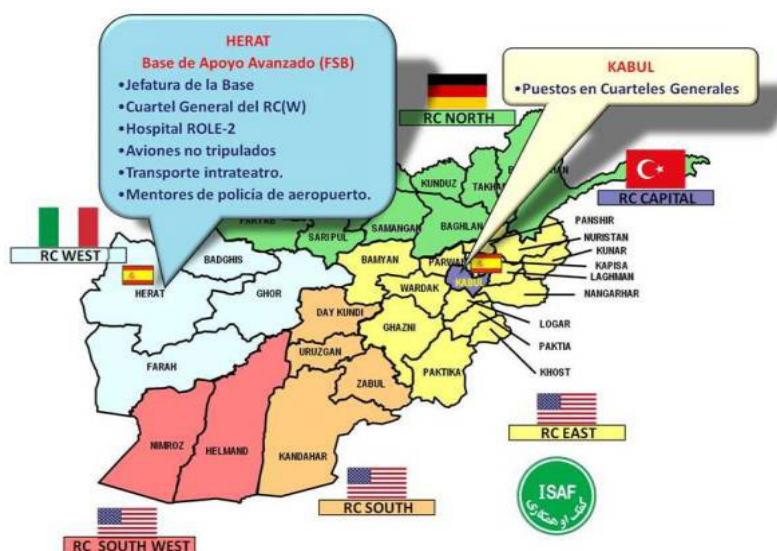 HERAT
Base de Apoyo Avanzado (FSB)
•Jefatura de la Base
•Cuartel General del RC(W)
•Hospital ROLE-2
•Aviones no tripulados
•Transporte intrateatro.
•Mentores de policía de aeropuerto.
KABUL
•Puestos en Cuarteles Generales
RC NORTH
RC CAPITAL
RC WEST
KUNDUZ
SAMANGAN
BAGHLAN
SARI PUL
PANSHIR
NURISTAN
KUNAR
KAPISA
LAGHMAN
NANGARHAR
BADGHIS
BAMYAN
KABUL
HERAT
GHOR
WARDAK
DAY KUNDI
LOGAR
GHAZNI
PAKTIA
URUZGAN
FARAH
KHOST
ZABUL
PAKTIKA
NIMROZ
HELMAND
KANDAHAR
RC EAST
RC SOUTH
RC SOUTH WEST
ISAF
کمک او همکاری